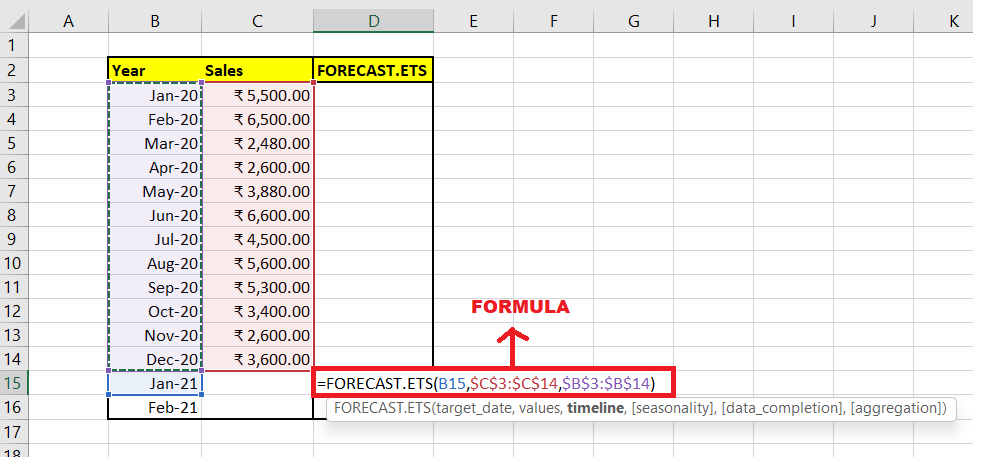 A B C D E F G H I J K
1
2 Year Sales FORECAST.ETS
3 Jan-20 ₹ 5,500.00
4 Feb-20 ₹ 6,500.00
5 Mar-20 ₹ 2,480.00
6 Apr-20 ₹ 2,600.00
7 May-20 ₹ 3,880.00
8 Jun-20 ₹ 6,600.00
9 Jul-20 ₹ 4,500.00
10 Aug-20 ₹ 5,600.00
11 Sep-20 ₹ 5,300.00
12 Oct-20 ₹ 3,400.00 FORMULA
13 Nov-20 ₹ 2,600.00
14 Dec-20 ₹ 3,600.00
15 Jan-21 =FORECAST.ETS(B15,$C$3:$C$14,$B$3:$B$14)
16 Feb-21 FORECAST.ETS(target_date, values, timeline, [seasonality], [data_completion], [aggregation])
17
18